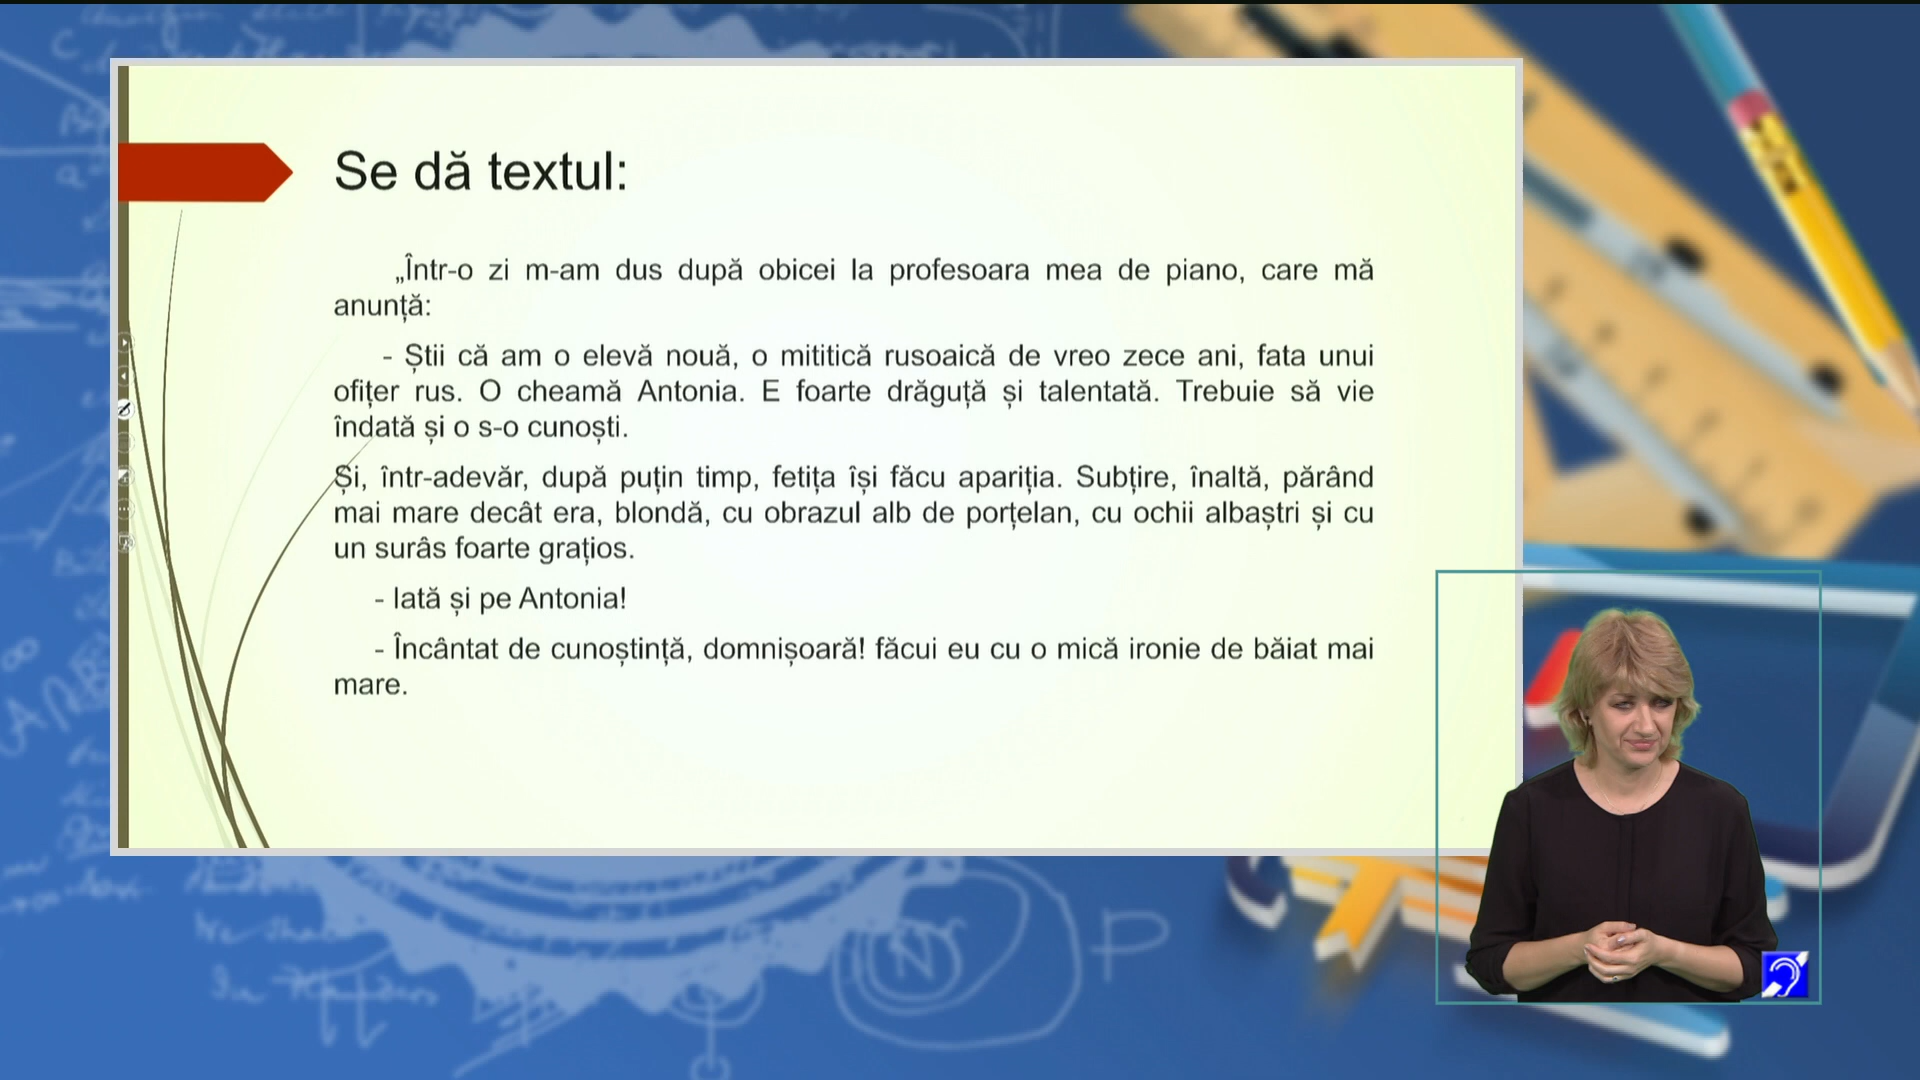 Se dă textul:
„Într-o zi m-am dus după obicei la profesoara mea de piano, care mă
anunță:
- Știi că am o elevă nouă, o mititică rusoaică de vreo zece ani, fata unui
ofițer rus. O cheamă Antonia. E foarte drăguță și talentată. Trebuie să vie
îndată și o s-o cunoști.
Și, într-adevăr, după puțin timp, fetița își făcu apariția. Subțire, înaltă, părând
mai mare decât era, blondă, cu obrazul alb de porțelan, cu ochii albaștri și cu
un surâs foarte grațios.
- Iată și pe Antonia!
- Încântat de cunoștință, domnișoară! făcui eu cu o mică ironie de băiat mai
mare.
N
P